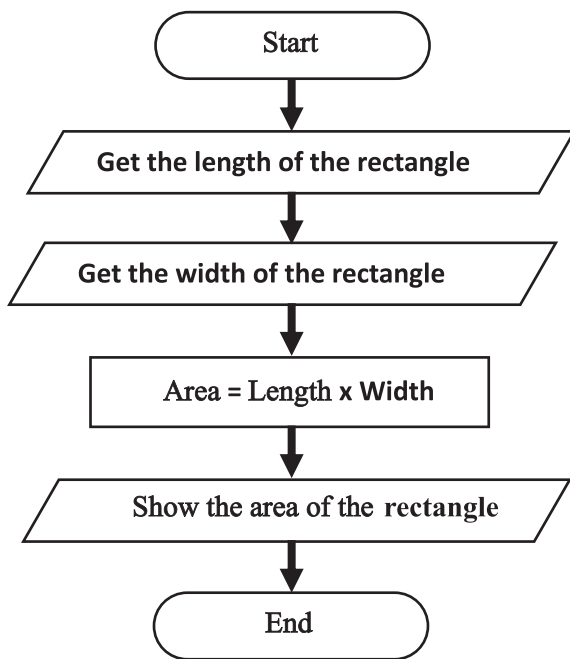 Start
Get the length of the rectangle
Get the width of the rectangle
Area = Length x Width
Show the area of the rectangle
End